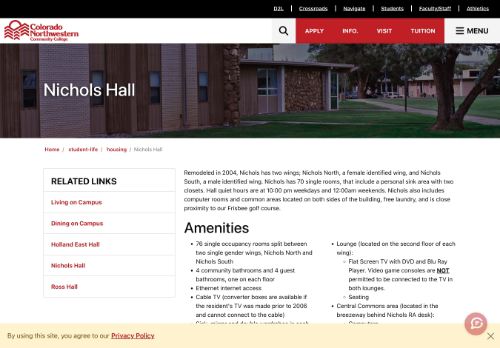 D2L Crossroads Navigate Students Faculty/Staff Athletics
Colorado
Northwestern
Community College
APPLY INFO. VISIT TUITION MENU
Nichols Hall
Home / student-life / housing / Nichols Hall
RELATED LINKS
Living on Campus
Dining on Campus
Holland East Hall
Nichols Hall
Ross Hall
Remodeled in 2004, Nichols has two wings; Nichols North, a female identified wing, and Nichols
South, a male identified wing. Nichols has 70 single rooms, that include a personal sink area with two
closets. Hall quiet hours are at 10:00 pm weekdays and 12:00am weekends. Nichols also includes
computer rooms and common areas located on both sides of the building, free laundry, and is close
proximity to our Frisbee golf course.
Amenities
76 single occupancy rooms split between
two single gender wings, Nichols North and
Nichols South
4 community bathrooms and 4 guest
bathrooms, one on each floor
Ethernet internet access
Cable TV (converter boxes are available if
the resident's TV was made prior to 2006
and cannot connect to the cable)
Lounge (located on the second floor of each
wing):
Flat Screen TV with DVD and Blu Ray
Player. Video game consoles are NOT
permitted to be connected to the TV in
both lounges.
Seating
Central Commons area (located in the
breezeway behind Nichols RA desk):
By using this site, you agree to our Privacy Policy